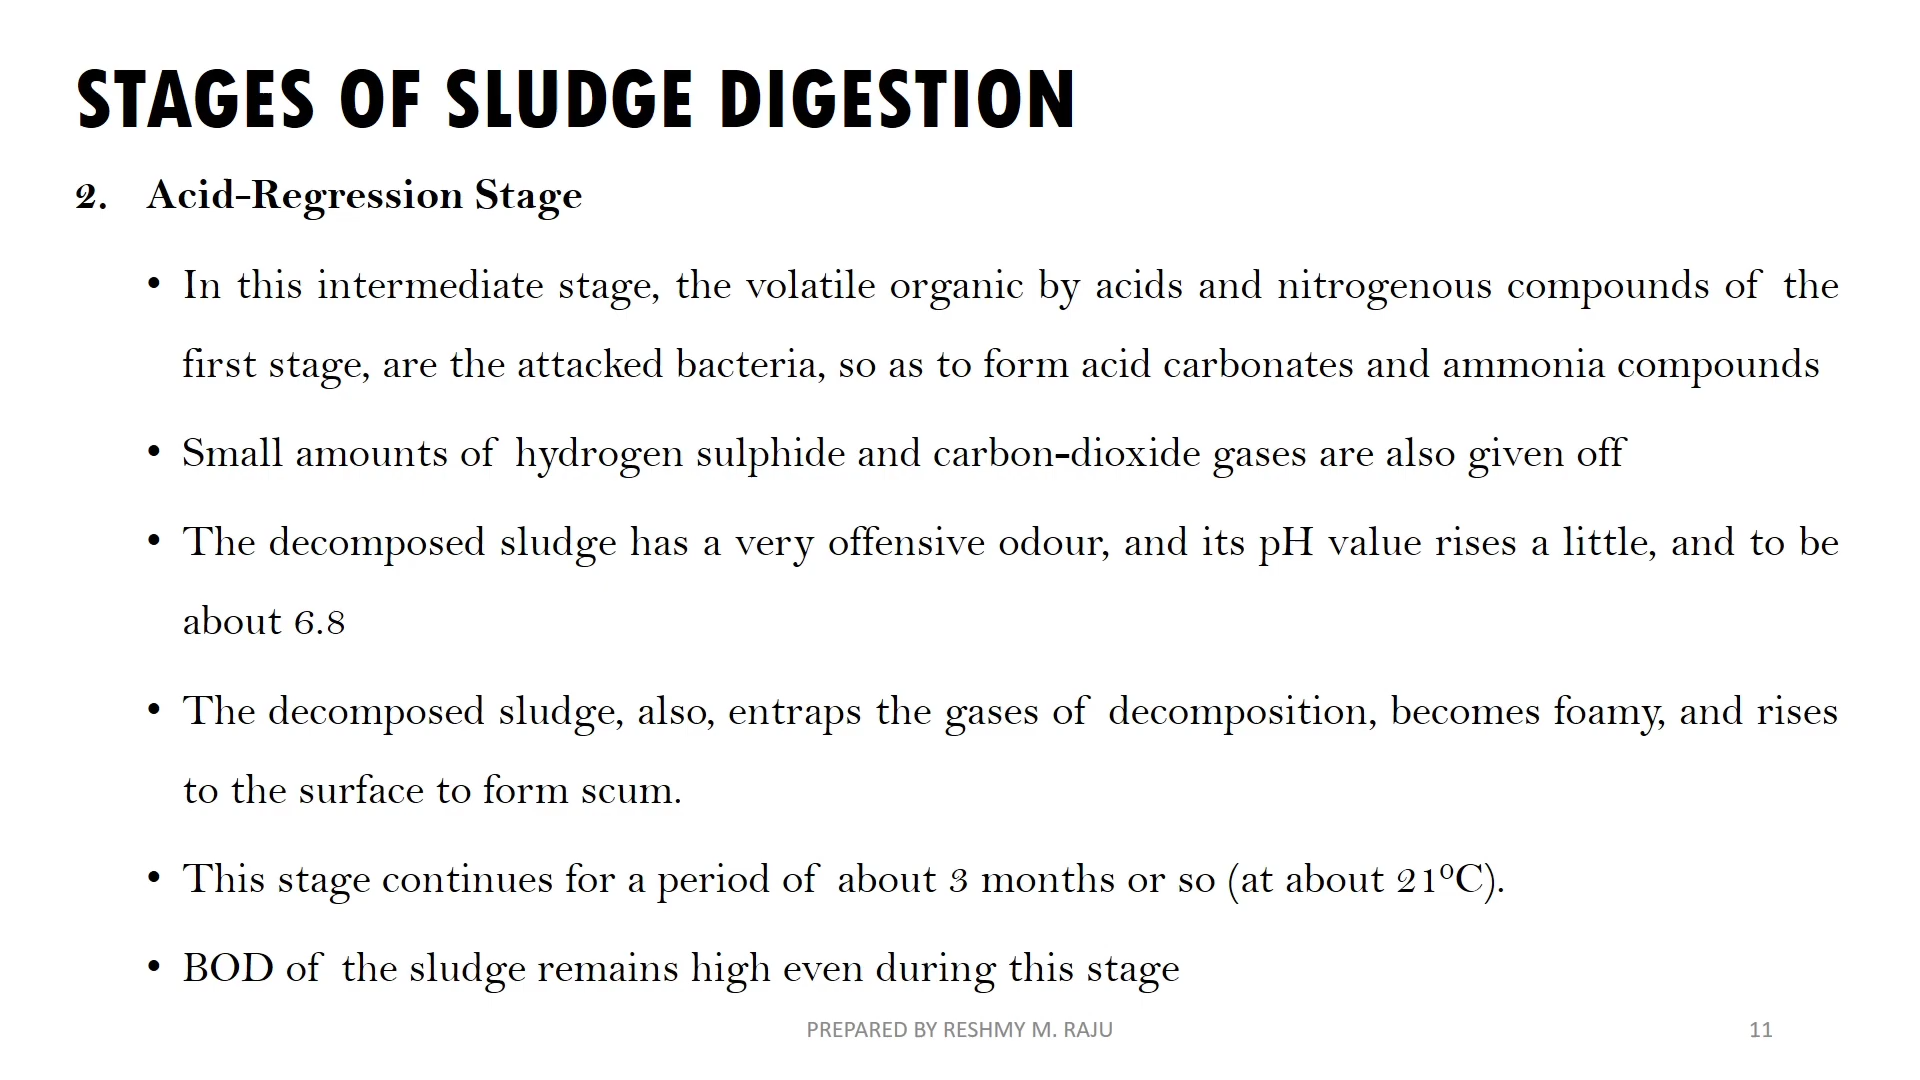 STAGES OF SLUDGE DIGESTION
2. Acid-Regression Stage
• In this intermediate stage, the volatile organic by acids and nitrogenous compounds of the
first stage, are the attacked bacteria, so as to form acid carbonates and ammonia compounds
• Small amounts of hydrogen sulphide and carbon-dioxide gases are also given off
• The decomposed sludge has a very offensive odour, and its pH value rises a little, and to be
about 6.8
• The decomposed sludge, also, entraps the gases of decomposition, becomes foamy, and rises
to the surface to form scum.
• This stage continues for a period of about 3 months or so (at about 21⁰C).
• BOD of the sludge remains high even during this stage
PREPARED BY RESHMY M. RAJU
11